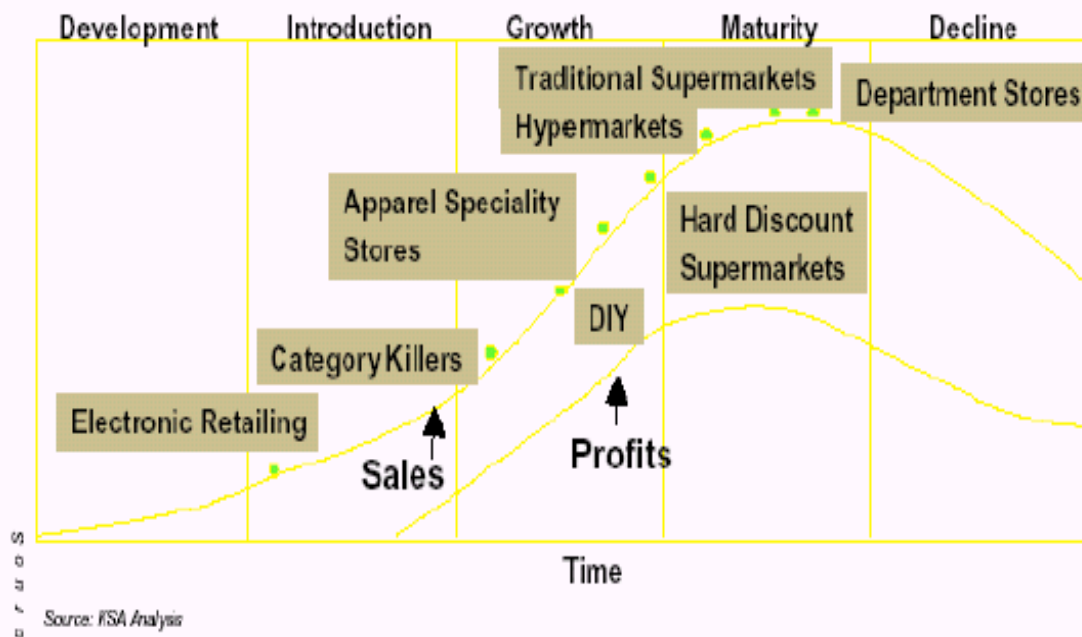 Development
Introduction
Growth
Maturity
Decline
Traditional Supermarkets
Hypermarkets
Department Stores
Apparel Speciality
Stores
Hard Discount
Supermarkets
DIY
Category Killers
Electronic Retailing
Sales
Profits
Time
Source: KSA Analysis